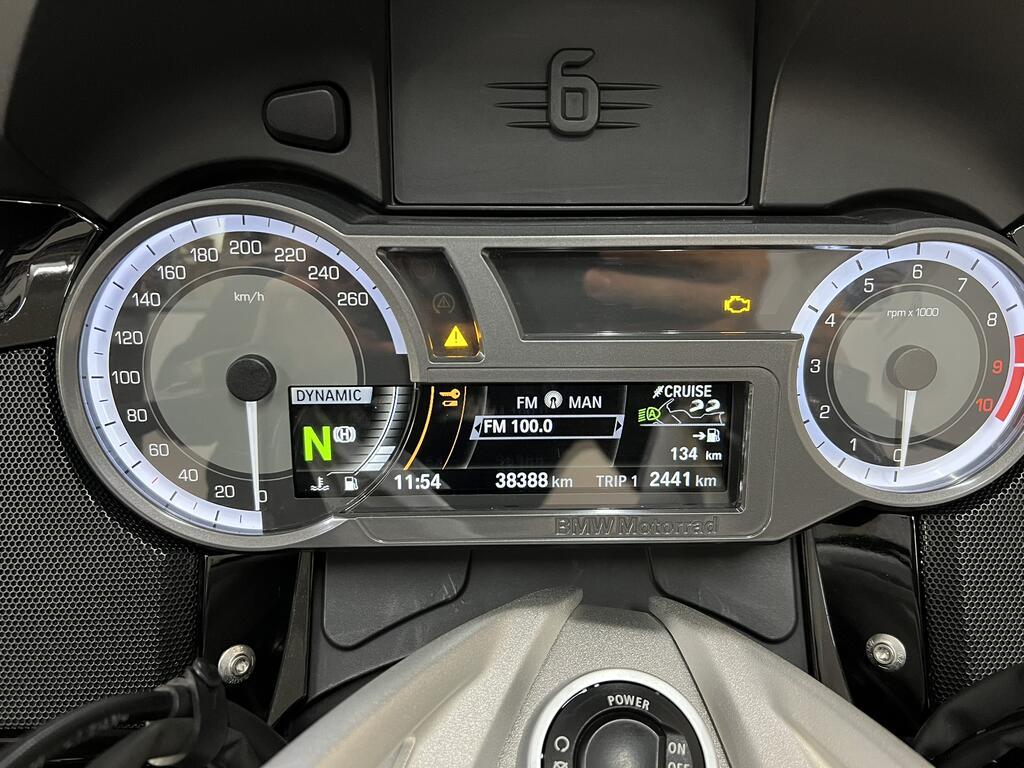 6
km/h
0
20
40
60
80
100
120
140
160
180
200
220
240
260
rpm x 1000
0
1
2
3
4
5
6
7
8
9
10
DYNAMIC
N
FM MAN
FM 100.0
CRUISE
134 km
11:54 38388 km TRIP 1 2441 km
BMW Motorrad
POWER
ON
OFF